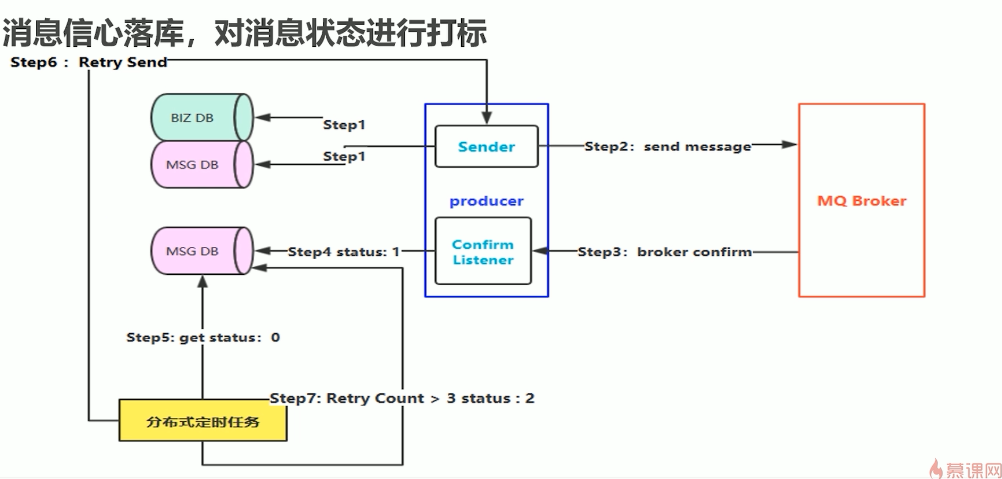 消息信心落库，对消息状态进行打标
Step6 : Retry Send
BIZ DB
Step1
MSG DB
Step1
Sender
Step2: send message
producer
MQ Broker
MSG DB
Step4 status: 1
Confirm
Listener
Step3: broker confirm
Step5: get status: 0
Step7: Retry Count > 3 status : 2
分布式定时任务
慕课网